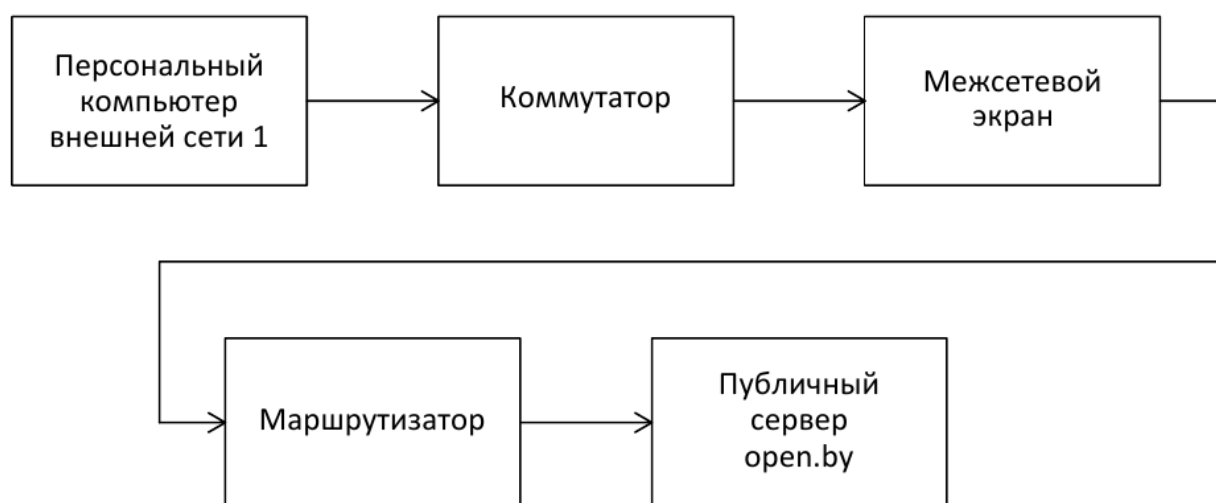 Персональный
компьютер
внешней сети 1
Коммутатор
Межсетевой
экран
Маршрутизатор
Публичный
сервер
open.by